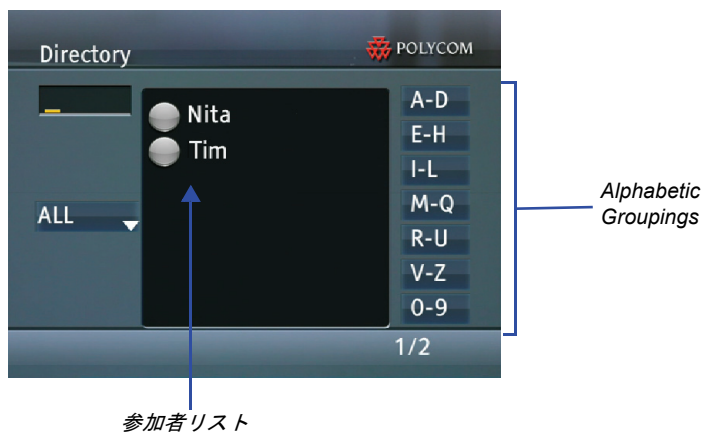 Directory
POLYCOM
Nita
Tim
ALL
A-D
E-H
I-L
M-Q
R-U
V-Z
0-9
1/2
Alphabetic
Groupings
参加者リスト